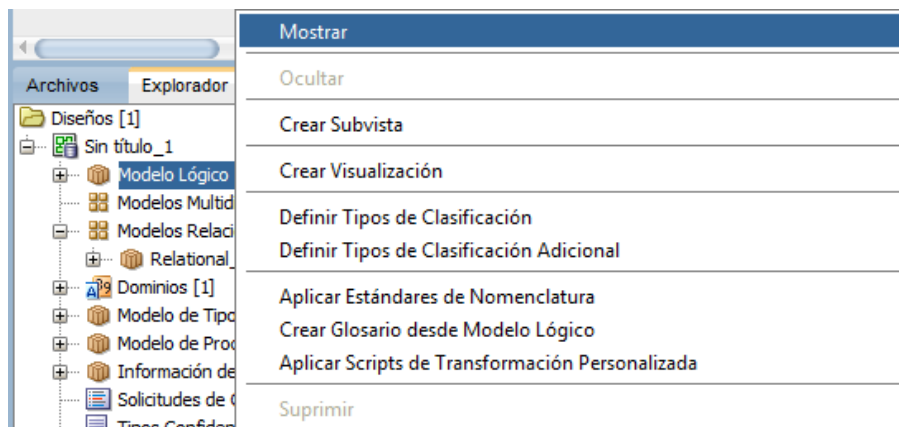 Mostrar
Ocultar
Archivos
Explorador
Crear Subvista
Diseños [1]
Sin título_1
Modelo Lógico
Crear Visualización
Modelos Multid
Modelos Relaci
Definir Tipos de Clasificación
Relational_
Definir Tipos de Clasificación Adicional
Dominios [1]
Aplicar Estándares de Nomenclatura
Modelo de Tipo
Crear Glosario desde Modelo Lógico
Modelo de Proc
Aplicar Scripts de Transformación Personalizada
Información de
Solicitudes de
Suprimir
Tipos Confiden